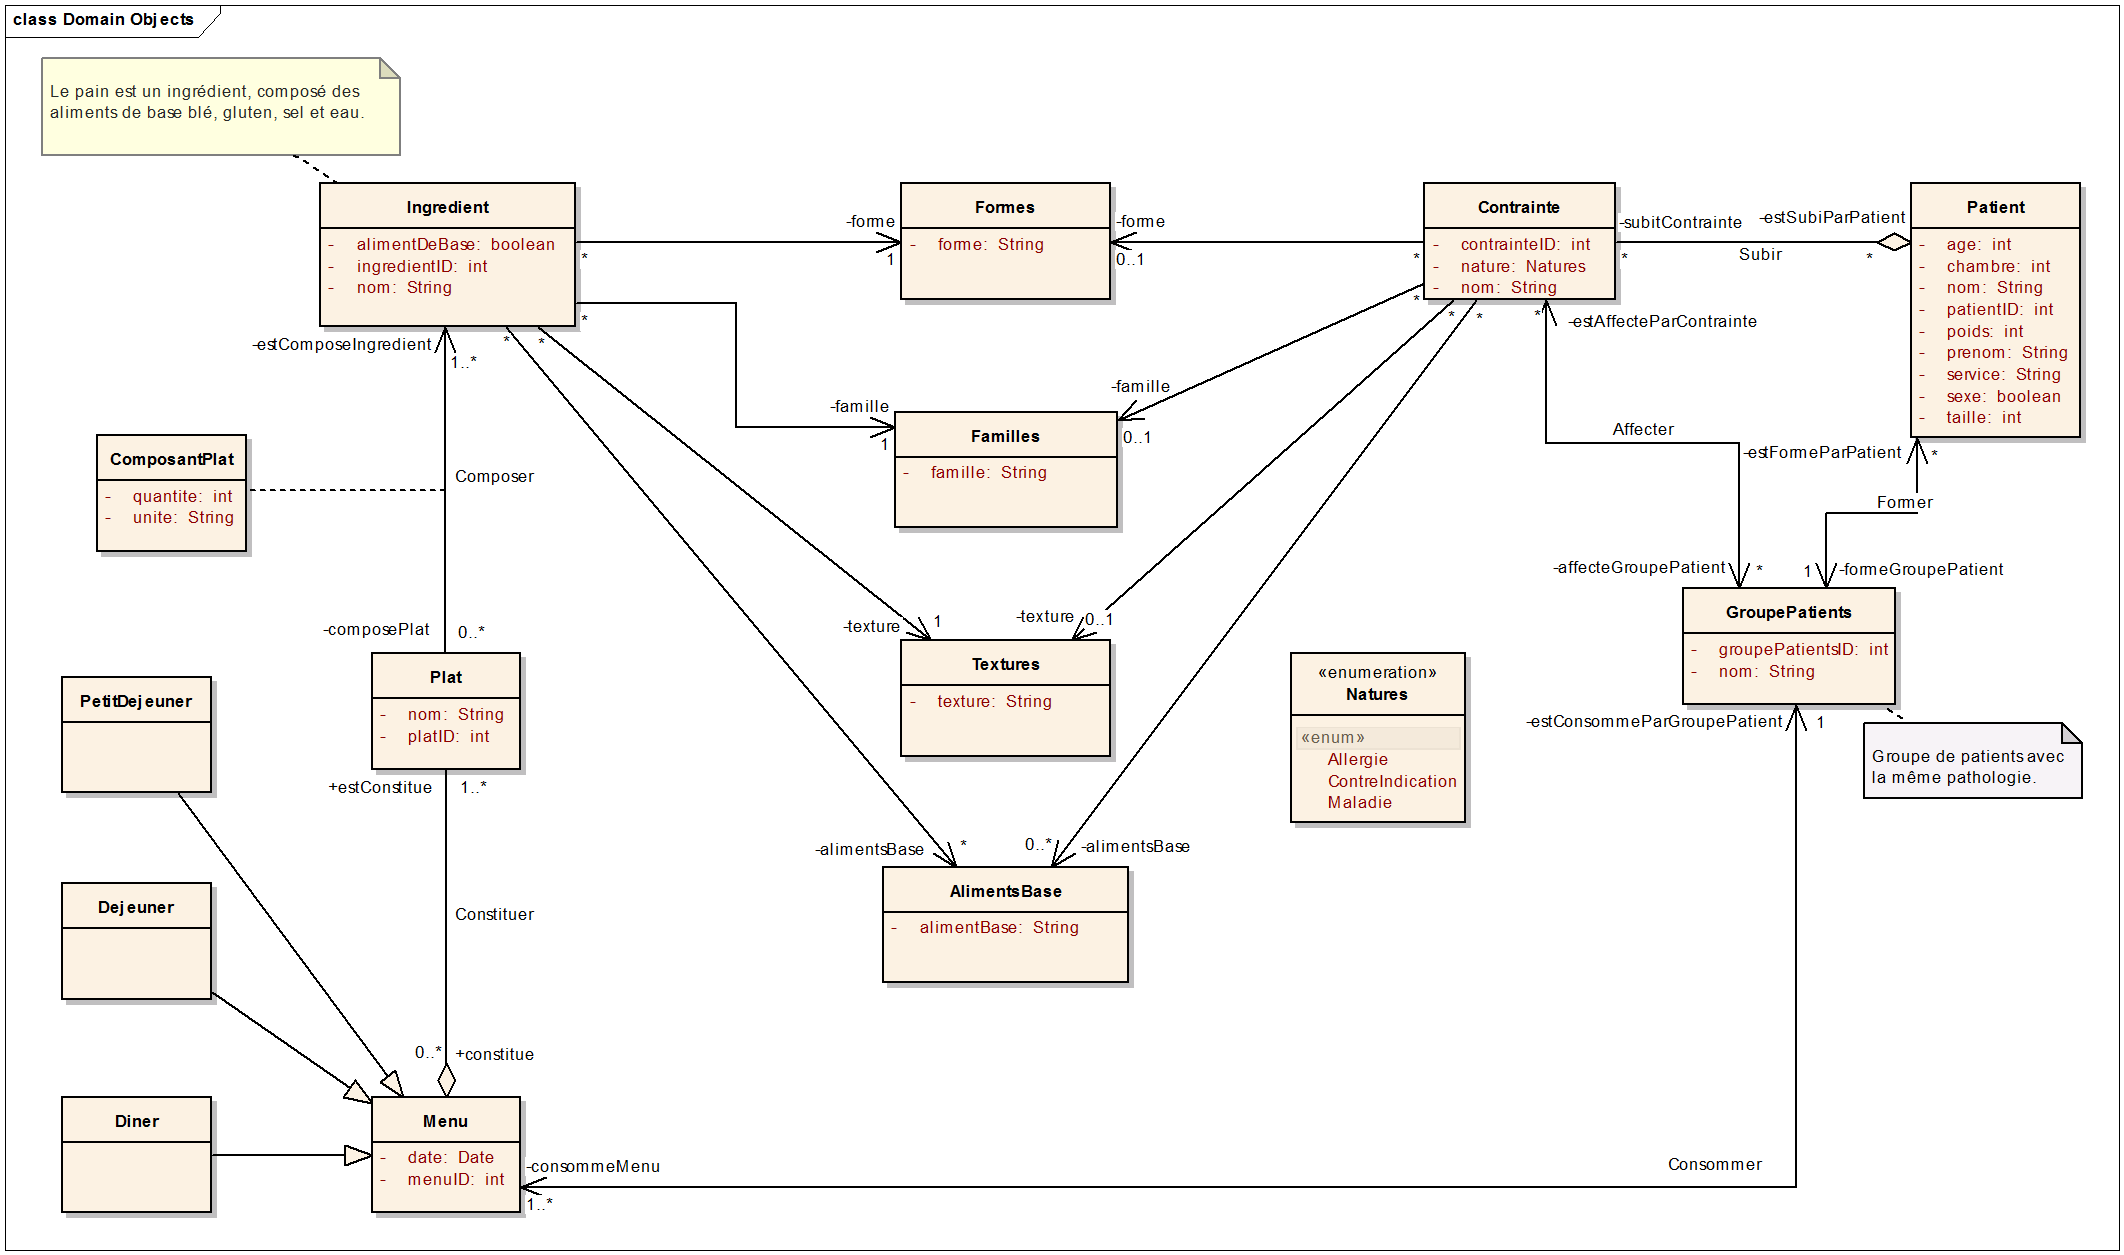 class Domain Objects
Le pain est un ingrédient, composé des
aliments de base blé, gluten, sel et eau.
Ingredient
- alimentDeBase: boolean
- ingredientID: int
- nom: String
Formes
- forme: String
Contrainte
- contrainteID: int
- nature: Natures
- nom: String
Patient
- age: int
- chambre: int
- nom: String
- patientID: int
- poids: int
- prenom: String
- service: String
- sexe: boolean
- taille: int
-forme
*
1
-forme
0..1
*
-subitContrainte
*
Subir
-estSubiParPatient
*
*
*
*
*
*
*
*
-estAffecteParContrainte
-estComposeIngredient
1..*
-famille
1
-famille
0..1
Familles
- famille: String
Affecter
-estFormeParPatient
*
Former
ComposantPlat
- quantite: int
- unite: String
Composer
-composePlat
0..*
-texture
1
-texture
0..1
-affecteGroupePatient
*
1
-formeGroupePatient
GroupePatients
- groupePatientsID: int
- nom: String
Textures
- texture: String
«enumeration»
Natures
«enum»
Allergie
ContreIndication
Maladie
-estConsommeParGroupePatient
1
Groupe de patients avec
la même pathologie.
PetitDejeuner
Plat
- nom: String
- platID: int
+estConstitue
1..*
-alimentsBase
*
0..*
-alimentsBase
AlimentsBase
- alimentBase: String
Dejeuner
Constituer
0..*
+constitue
Diner
Menu
- date: Date
- menuID: int
-consommeMenu
1..*
Consommer